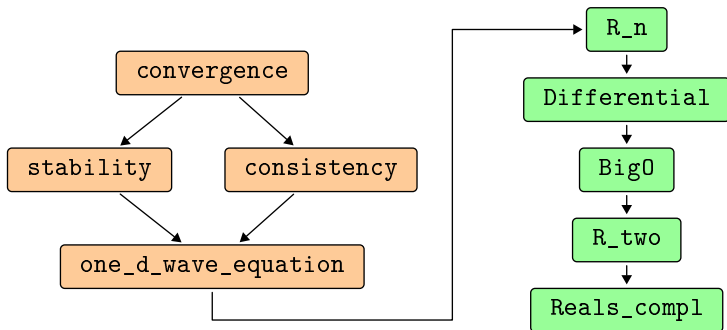 convergence
stability
consistency
one_d_wave_equation
R_n
Differential
BigO
R_two
Reals_compl